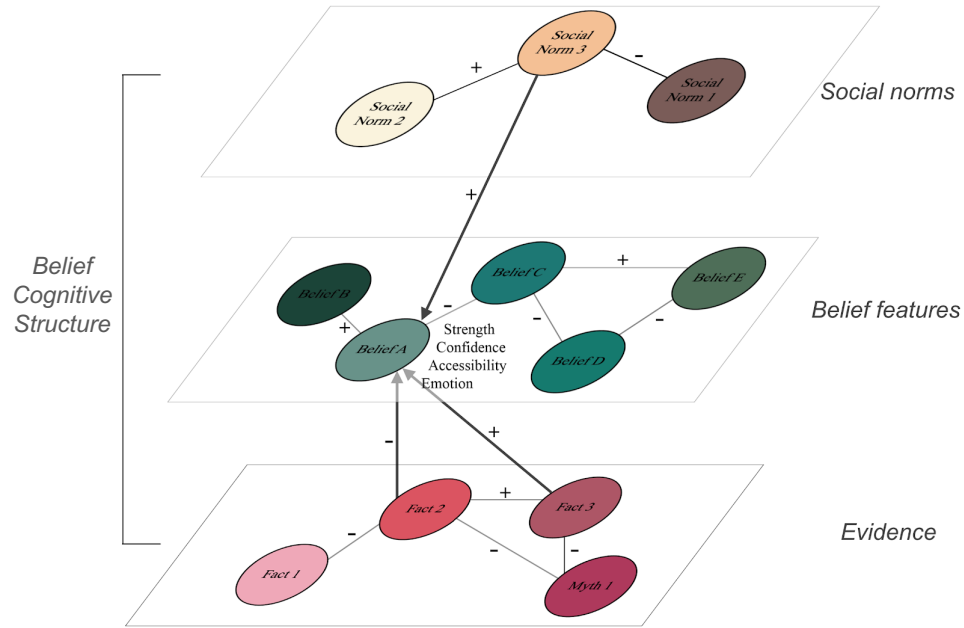 Social
Norm 3
+
-
Social
Norm 2
Social
Norm 1
Social norms
+
Belief
Cognitive
Structure
Belief B
Belief C
+
Belief E
Belief features
+
-
Belief A
Strength
Confidence
Accessibility
Emotion
-
-
Belief D
-
+
Fact 2
+
Fact 3
Evidence
-
-
-
Fact 1
Myth 1